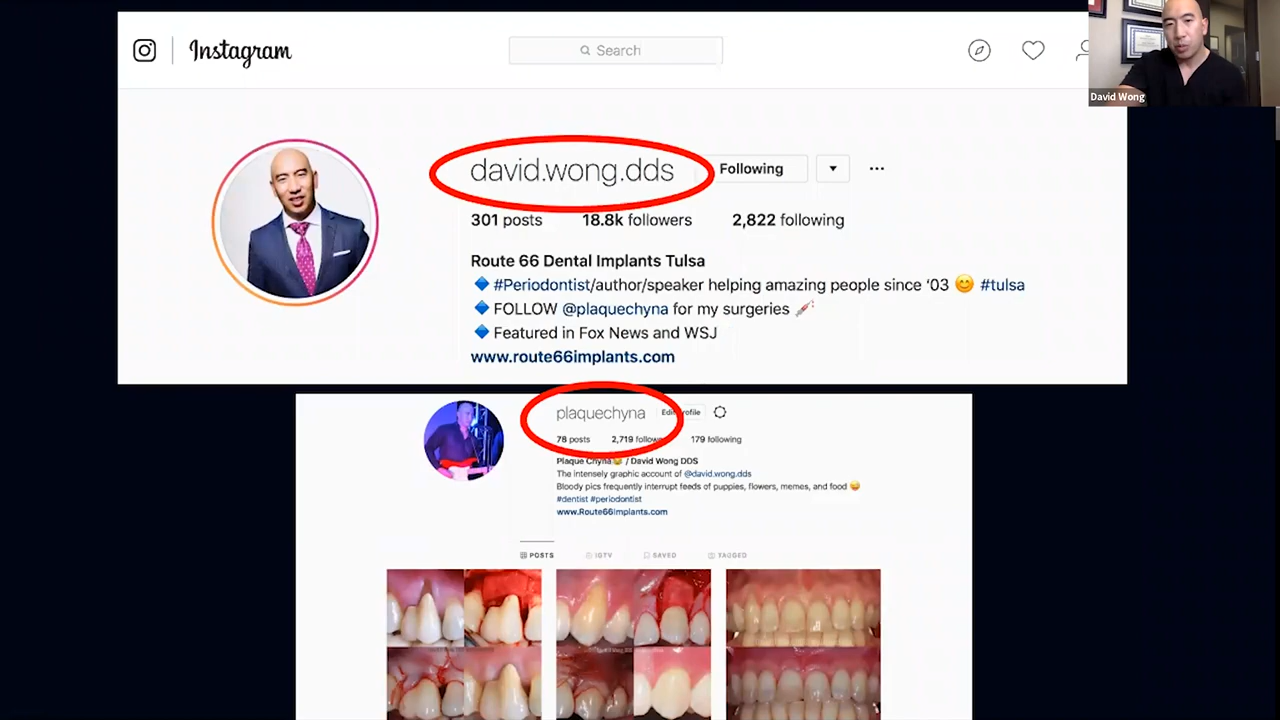 Instagram
Search
David Wong
david.wong.dds
Following
301 posts 18.8k followers 2,822 following
Route 66 Dental Implants Tulsa
🔷 #Periodontist/author/speaker helping amazing people since ‘03 😊 #tulsa
🔷 FOLLOW @plaquechyna for my surgeries 💉
🔷 Featured in Fox News and WSJ
www.route66implants.com
plaquechyna
78 posts 2,719 179 following
Plaque Chyna😂 / David Wong DDS
The intensely graphic account of @david.wong.dds
Bloody pics frequently interrupt feeds of puppies, flowers, memes, and food 😄
#dentist #periodontist
www.Route66Implants.com
POSTS IGTV SAVED TAGGED